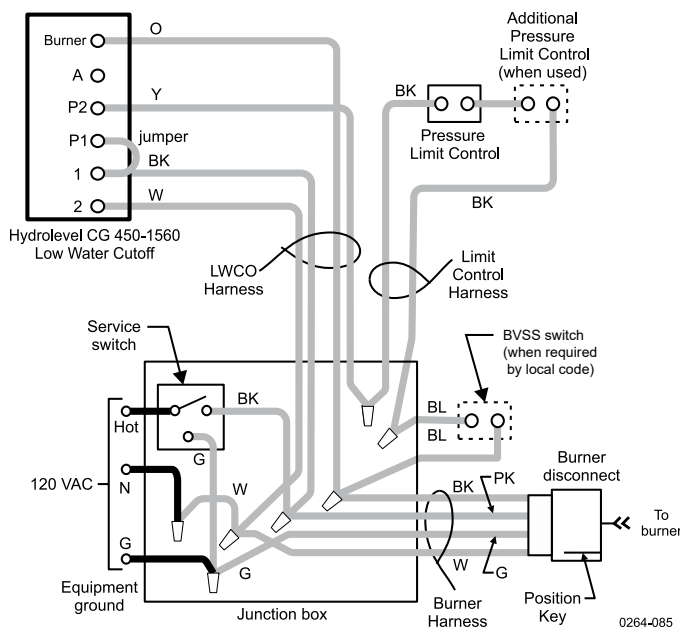 Burner
A
P2
P1
1
2
O
Y
jumper
BK
W
Hydrolevel CG 450-1560
Low Water Cutoff
Additional
Pressure
Limit Control
(when used)
BK
Pressure
Limit Control
BK
LWCO
Harness
Limit
Control
Harness
Service
switch
BVSS switch
(when required
by local code)
Hot
BK
G
BL
BL
120 VAC
N
W
BK
PK
Burner
disconnect
To
burner
G
G
W
G
Equipment
ground
Junction box
Burner
Harness
Position
Key
0264-085